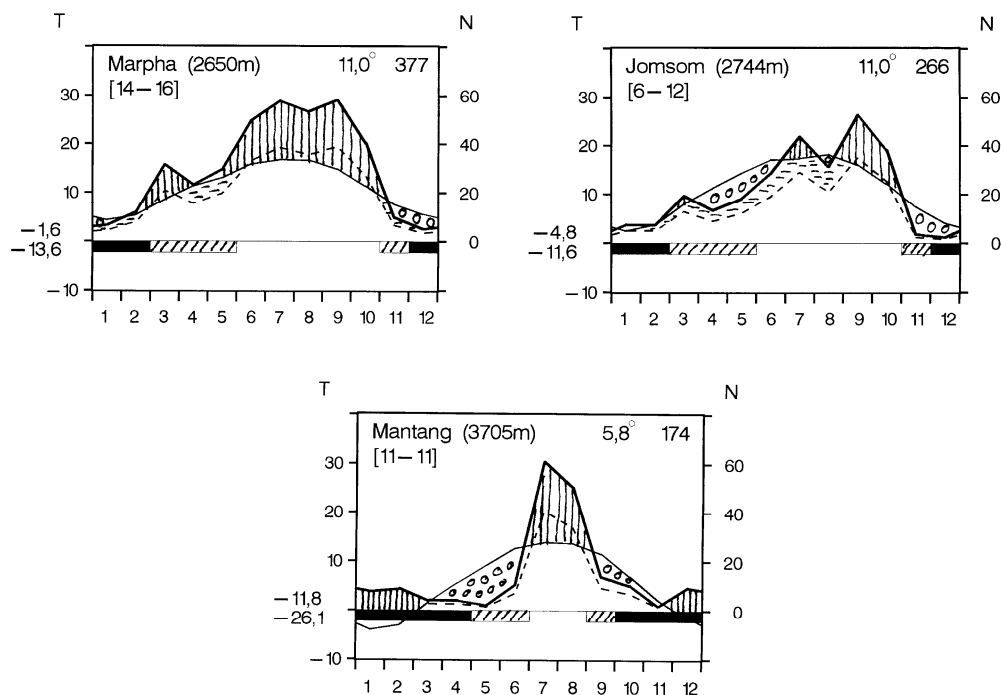 T N
Marpha (2650m) 11,0° 377
[14–16]
30 60
20 40
10 20
–1,6
–13,6 0
–10
1 2 3 4 5 6 7 8 9 10 11 12
T N
Jomsom (2744m) 11,0° 266
[6–12]
30 60
20 40
10 20
–4,8
–11,6 0
–10
1 2 3 4 5 6 7 8 9 10 11 12
T N
Mantang (3705m) 5,8° 174
[11–11]
30 60
20 40
10 20
–11,8
–26,1 0
–10
1 2 3 4 5 6 7 8 9 10 11 12